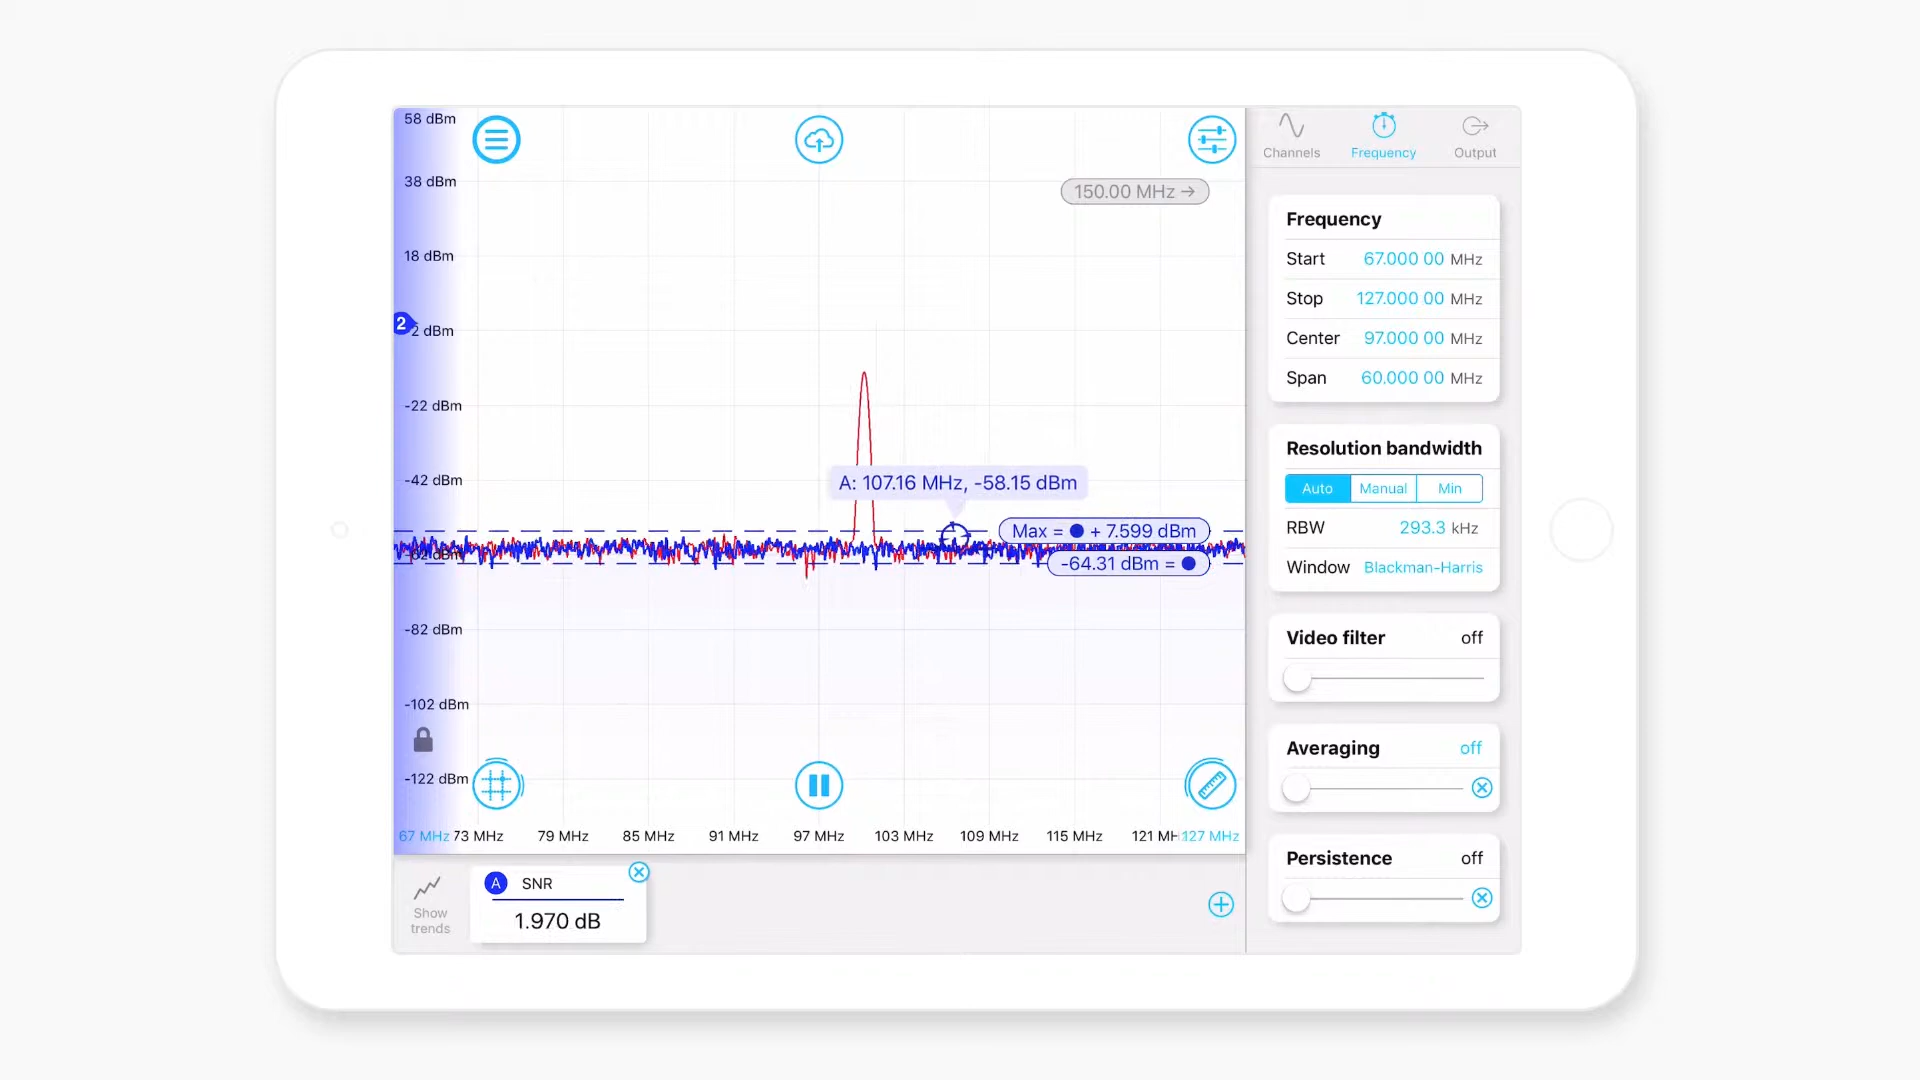 58 dBm
38 dBm
18 dBm
2
-2 dBm
-22 dBm
-42 dBm
-62 dBm
-82 dBm
-102 dBm
-122 dBm
150.00 MHz →
A: 107.16 MHz, -58.15 dBm
Max = ● + 7.599 dBm
-64.31 dBm = ●
67 MHz 73 MHz 79 MHz 85 MHz 91 MHz 97 MHz 103 MHz 109 MHz 115 MHz 121 MH 127 MHz
Show
trends
A SNR
1.970 dB
Channels Frequency Output
Frequency
Start 67.000 00 MHz
Stop 127.000 00 MHz
Center 97.000 00 MHz
Span 60.000 00 MHz
Resolution bandwidth
Auto Manual Min
RBW 293.3 kHz
Window Blackman-Harris
Video filter off
Averaging off
Persistence off